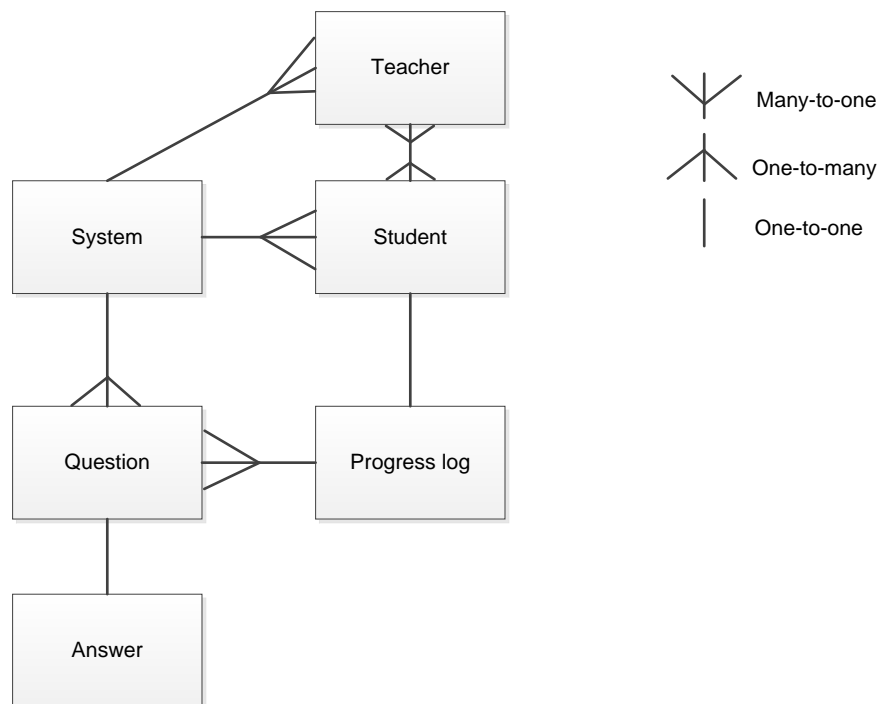 Teacher
Many-to-one
One-to-many
System
Student
One-to-one
Question
Progress log
Answer